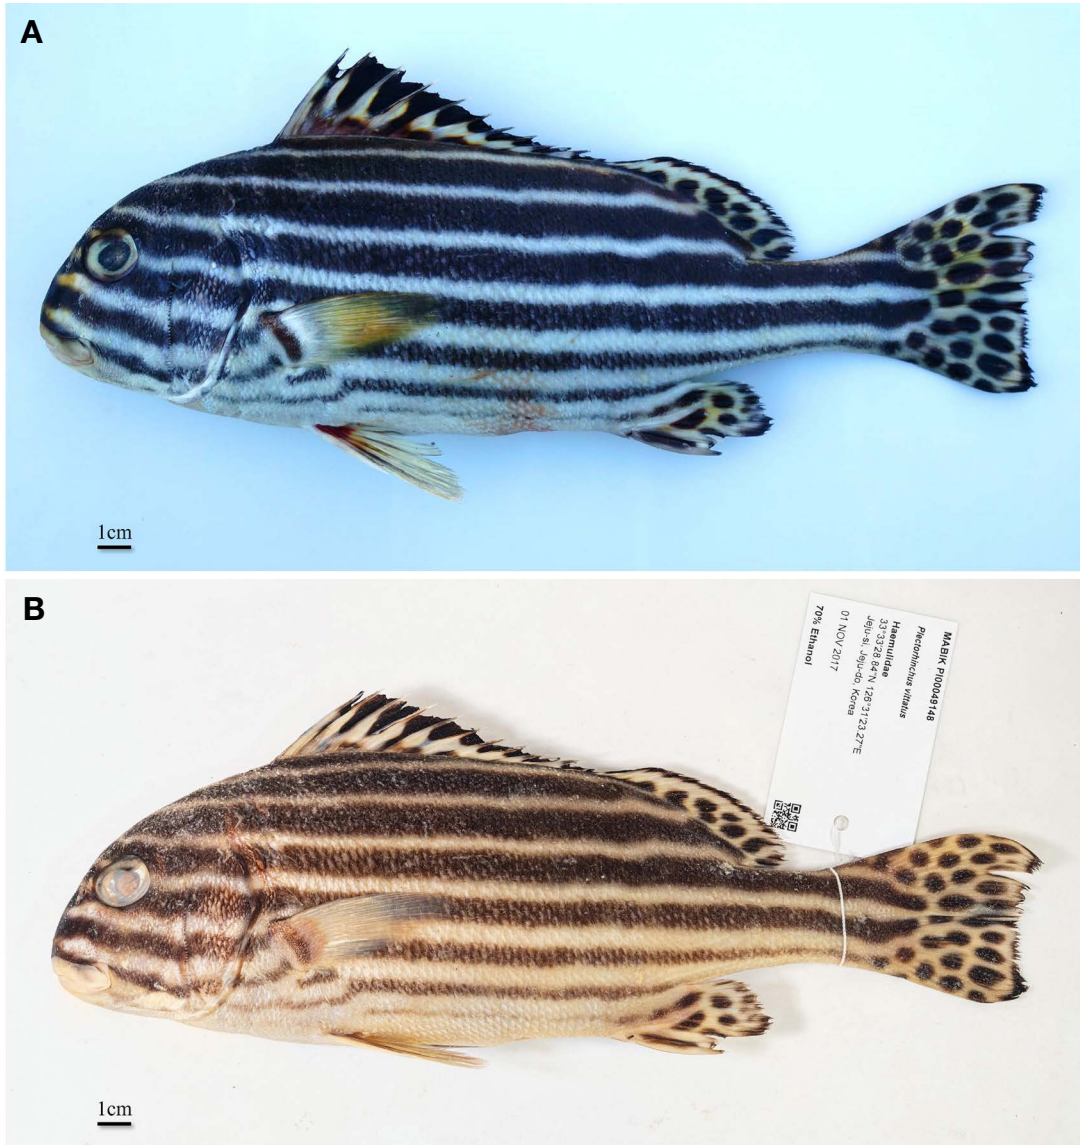 A
1cm
B
MABIK PI00049148
Plectorhinchus vittatus
Haemulidae
33°33'28.84"N 126°31'23.27"E
Jeju-si, Jeju-do, Korea
01 NOV 2017
70% Ethanol
1cm